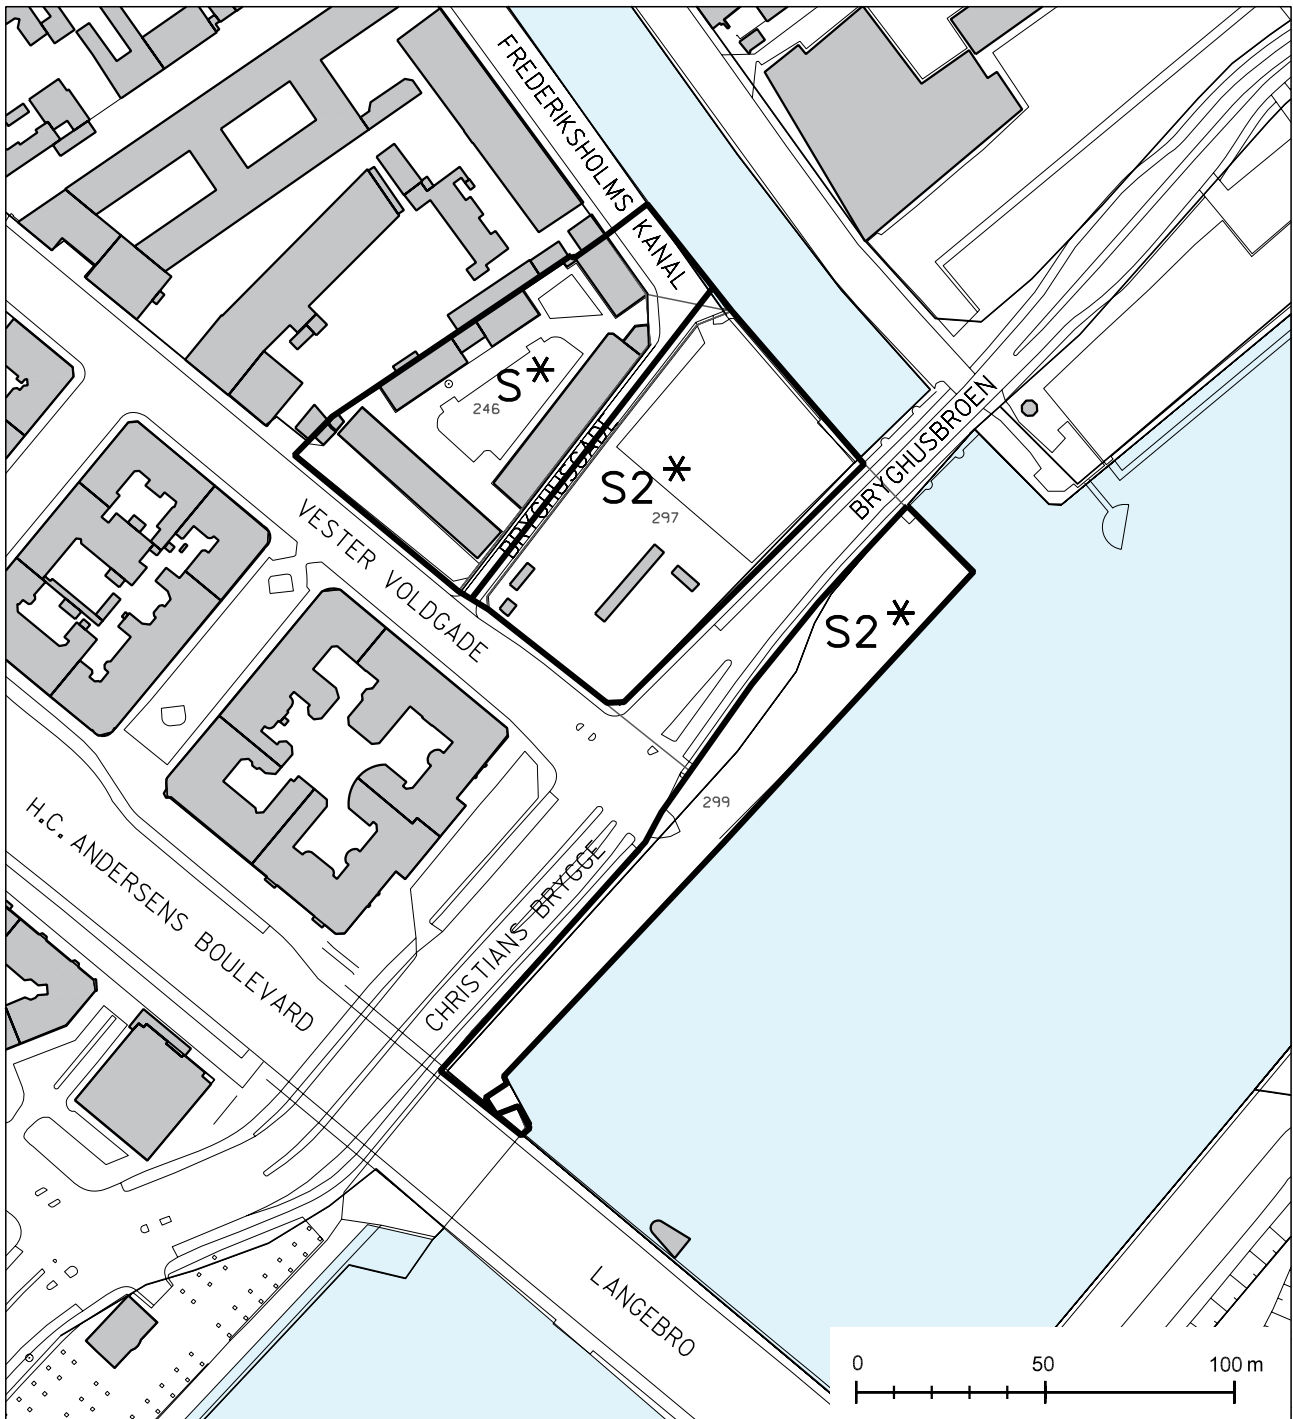 FREDERIKSHOLMS KANAL
S*
246
BRYGHUSGADE
S2*
297
BRYGHUSBROEN
VESTER VOLDGADE
S2*
299
H.C. ANDERSENS BOULEVARD
CHRISTIANS BRYGGE
LANGEBRO
0 50 100 m